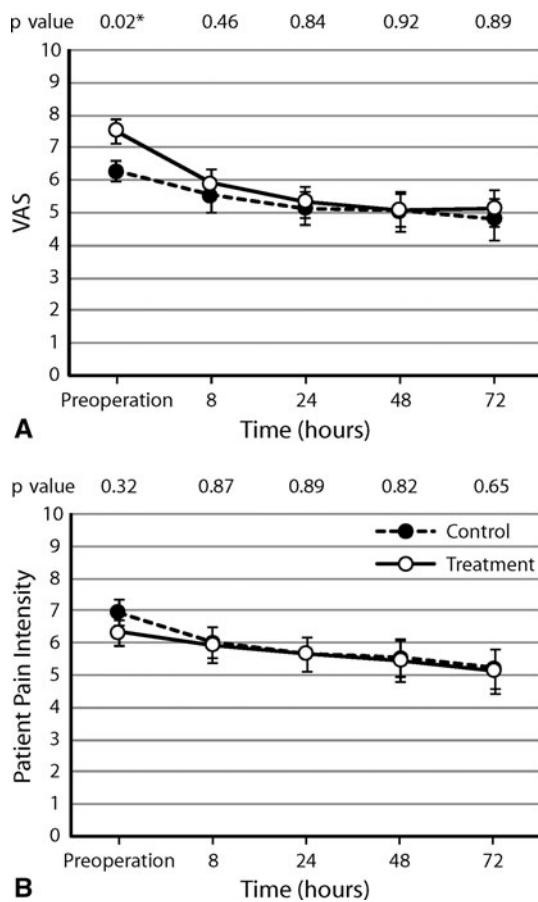 p value 0.02* 0.46 0.84 0.92 0.89
10
9
8
7
6
5
4
3
2
1
0
VAS
Preoperation 8 24 48 72
A Time (hours)
p value 0.32 0.87 0.89 0.82 0.65
10
9
8
7
6
5
4
3
2
1
0
Control
Treatment
Patient Pain Intensity
Preoperation 8 24 48 72
B Time (hours)